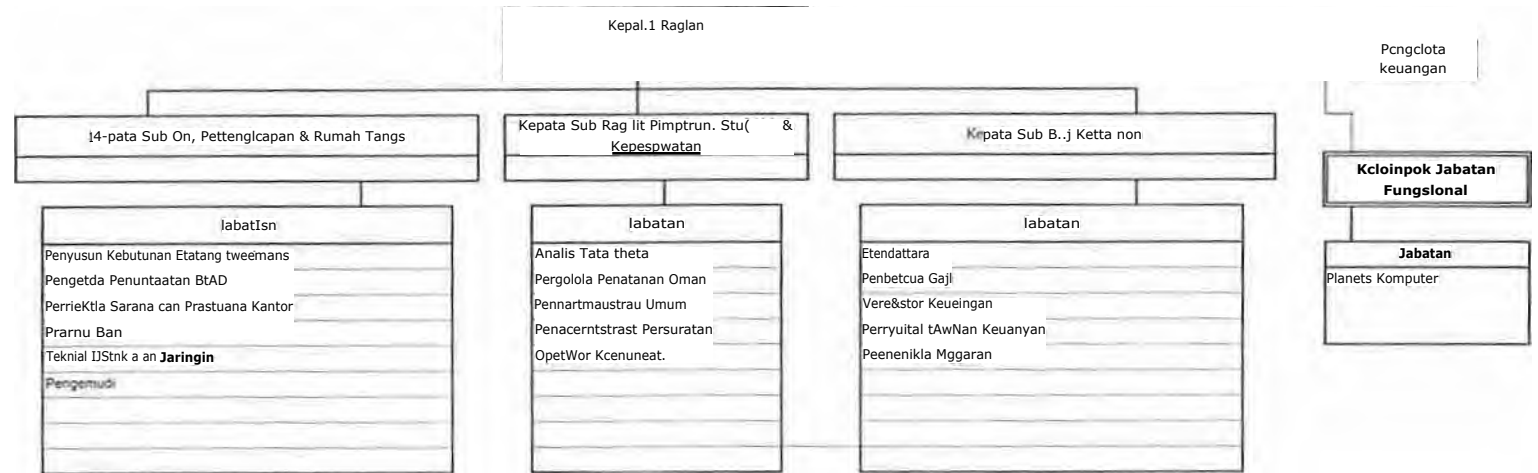 Kepal.1 Raglan
Pcngclota
keuangan
14-pata Sub On, Pettenglcapan & Rumah Tangs
Kepata Sub Rag lit Pimptrun. Stu( &
Kepespwatan
Kepata Sub B..j Ketta non
Kcloinpok Jabatan
Fungslonal
labatIsn
Penyusun Kebutunan Etatang tweemans
Pengetda Penuntaatan BtAD
PerrieKtla Sarana can Prastuana Kantor
Prarnu Ban
Teknial IJStnk a an Jaringin
Pengemudi
labatan
Analis Tata theta
Pergolola Penatanan Oman
Pennartmaustrau Umum
Penacerntstrast Persuratan
OpetWor Kcenuneat.
labatan
Etendattara
Penbetcua Gajl
Vere&stor Keueingan
Perryuital tAwNan Keuanyan
Peenenikla Mggaran
Jabatan
Planets Komputer